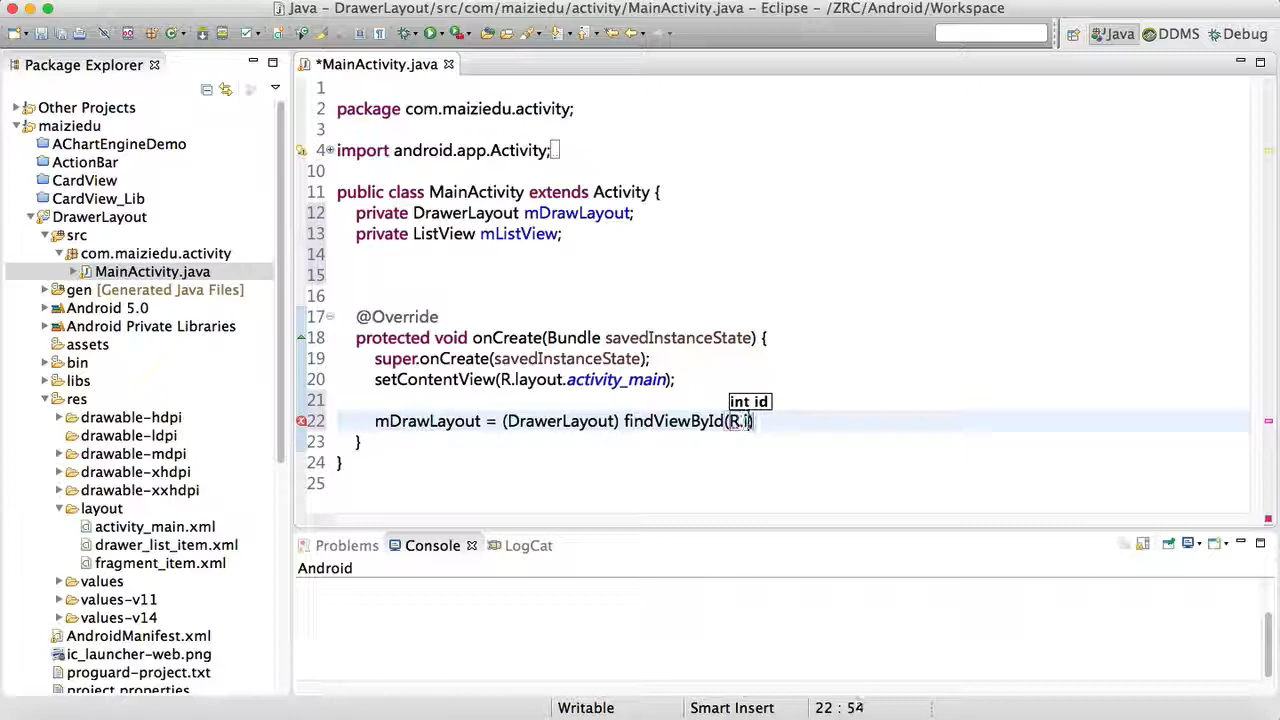 Java – DrawerLayout/src/com/maiziedu/activity/MainActivity.java – Eclipse – /ZRC/Android/Workspace
Java DDMS Debug
Package Explorer
Other Projects
maiziedu
AChartEngineDemo
ActionBar
CardView
CardView_Lib
DrawerLayout
src
com.maiziedu.activity
MainActivity.java
gen [Generated Java Files]
Android 5.0
Android Private Libraries
assets
bin
libs
res
drawable-hdpi
drawable-ldpi
drawable-mdpi
drawable-xhdpi
drawable-xxhdpi
layout
activity_main.xml
drawer_list_item.xml
fragment_item.xml
values
values-v11
values-v14
AndroidManifest.xml
ic_launcher-web.png
proguard-project.txt
project.properties
*MainActivity.java
1
2 package com.maiziedu.activity;
3
4 import android.app.Activity;
10
11 public class MainActivity extends Activity {
12 private DrawerLayout mDrawLayout;
13 private ListView mListView;
14
15
16
17 @Override
18 protected void onCreate(Bundle savedInstanceState) {
19 super.onCreate(savedInstanceState);
20 setContentView(R.layout.activity_main);
21
int id
22 mDrawLayout = (DrawerLayout) findViewById(R.i)
23 }
24 }
25
Problems Console LogCat
Android
Writable Smart Insert 22 : 54